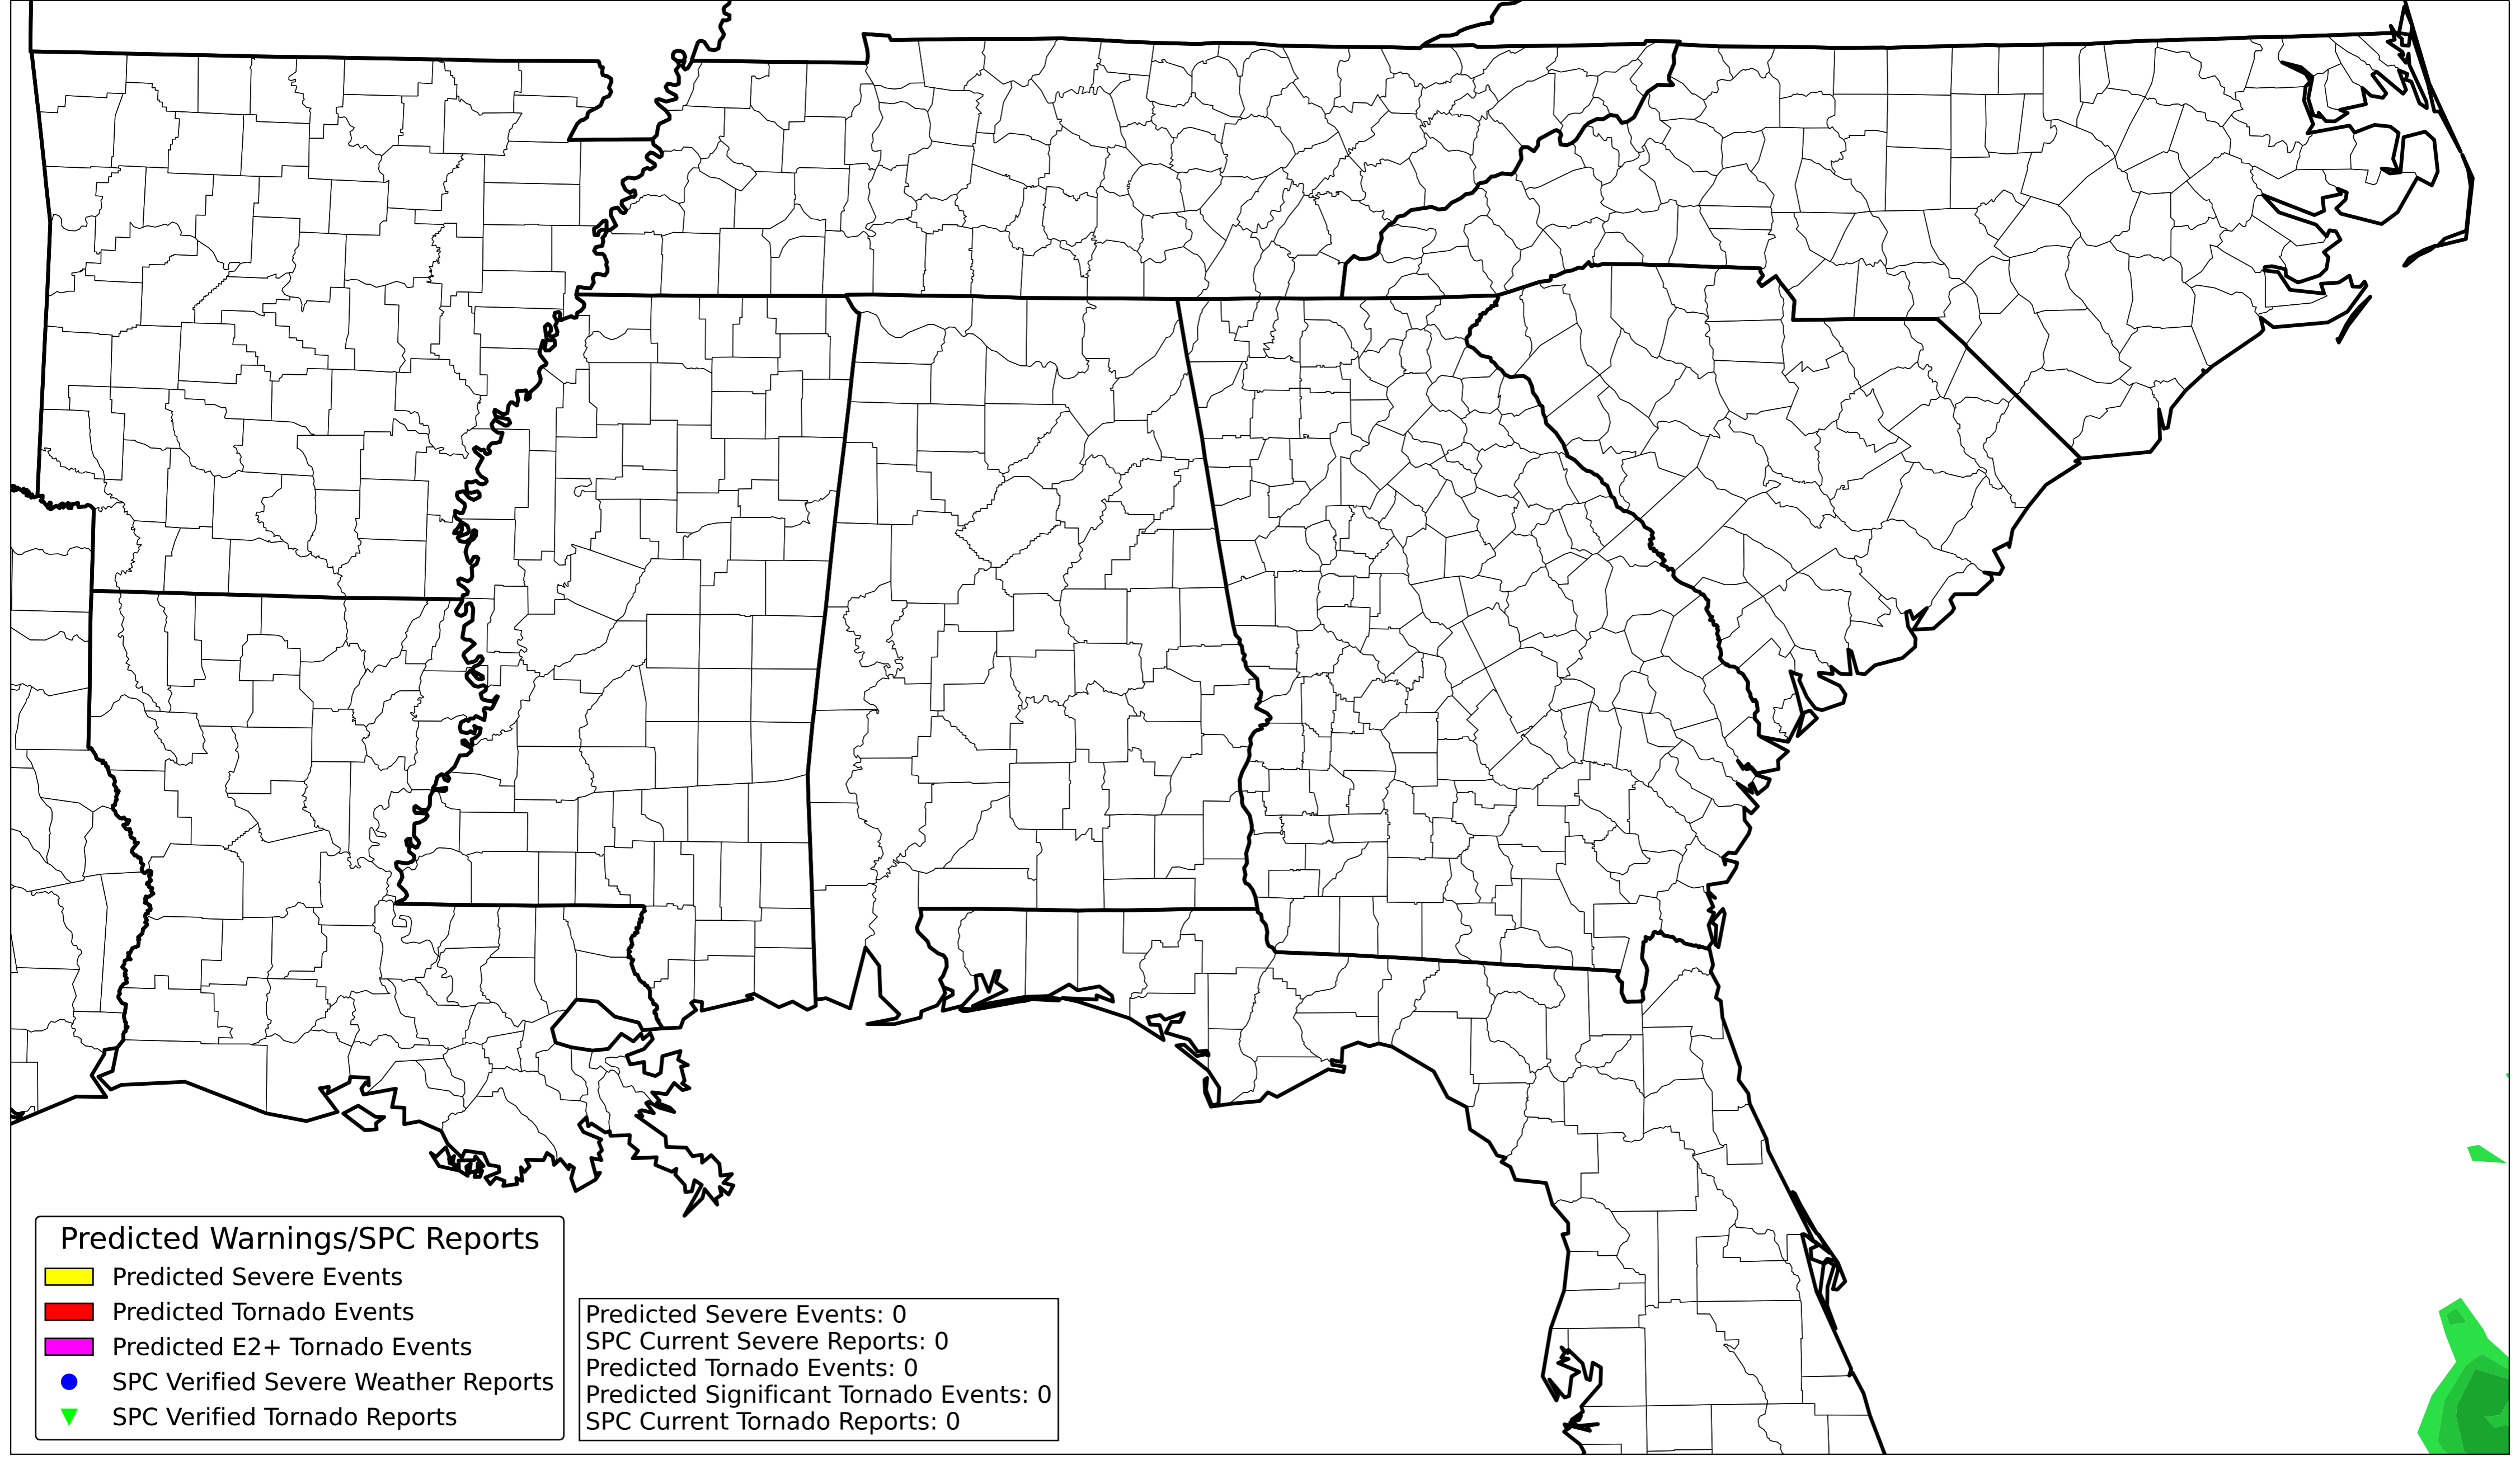 Predicted Warnings/SPC Reports
Predicted Severe Events
Predicted Tornado Events
Predicted E2+ Tornado Events
SPC Verified Severe Weather Reports
SPC Verified Tornado Reports
Predicted Severe Events: 0
SPC Current Severe Reports: 0
Predicted Tornado Events: 0
Predicted Significant Tornado Events: 0
SPC Current Tornado Reports: 0